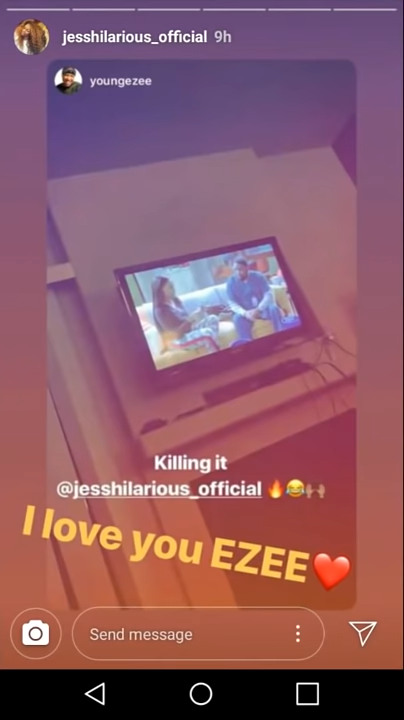 jesshilarious_official 9h
youngezee
Killing it
@jesshilarious_official 🔥😂🙌🏽
I love you EZEE❤️
Send message